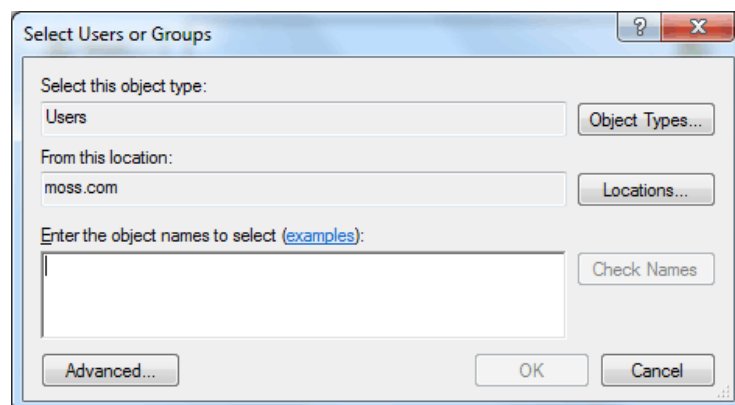 Select Users or Groups
Select this object type:
Users
Object Types...
From this location:
moss.com
Locations...
Enter the object names to select (examples):
Check Names
Advanced...
OK
Cancel